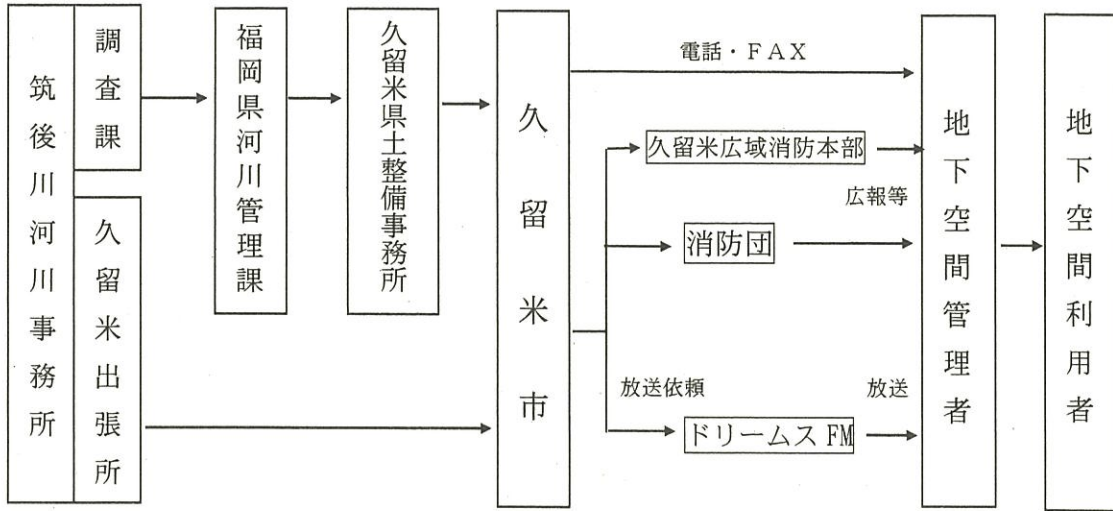 筑後川河川事務所
調査課
久留米出張所
福岡県河川管理課
久留米県土整備事務所
久留米市
電話・ＦＡＸ
久留米広域消防本部
広報等
消防団
放送依頼
放送
ドリームス FM
地下空間管理者
地下空間利用者